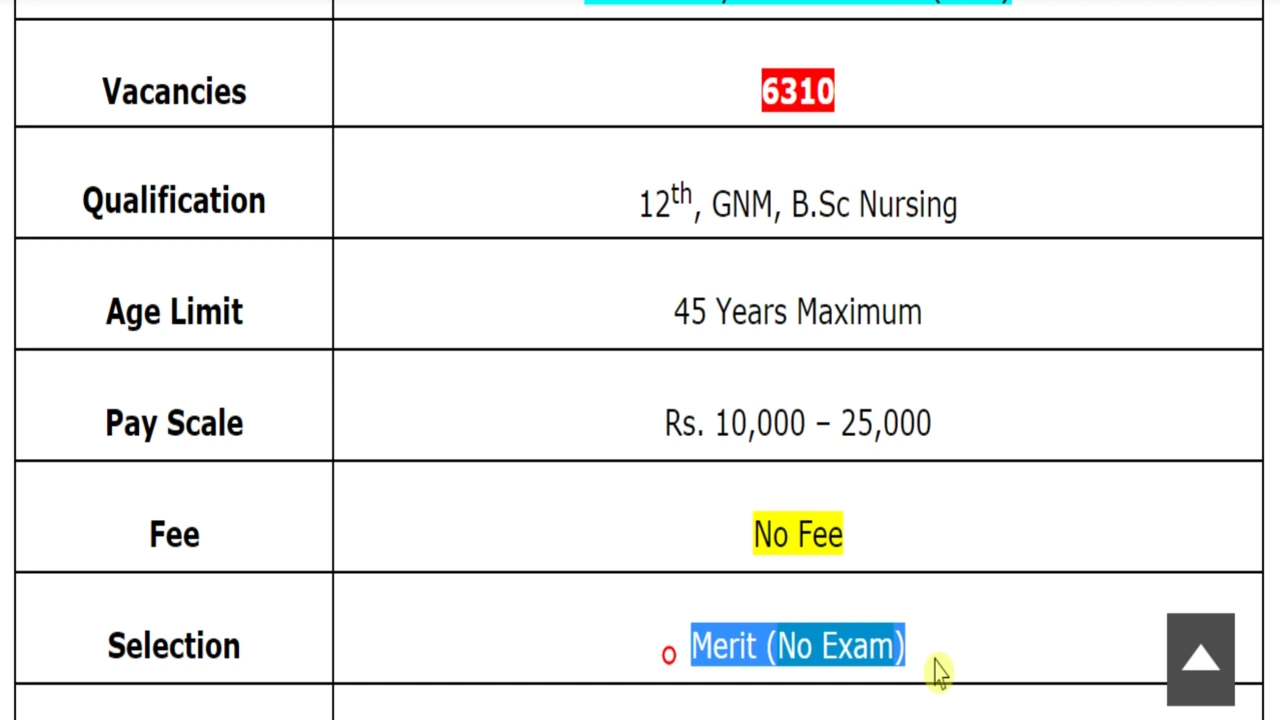 Vacancies
6310
Qualification
12th, GNM, B.Sc Nursing
Age Limit
45 Years Maximum
Pay Scale
Rs. 10,000 – 25,000
Fee
No Fee
Selection
Merit (No Exam)